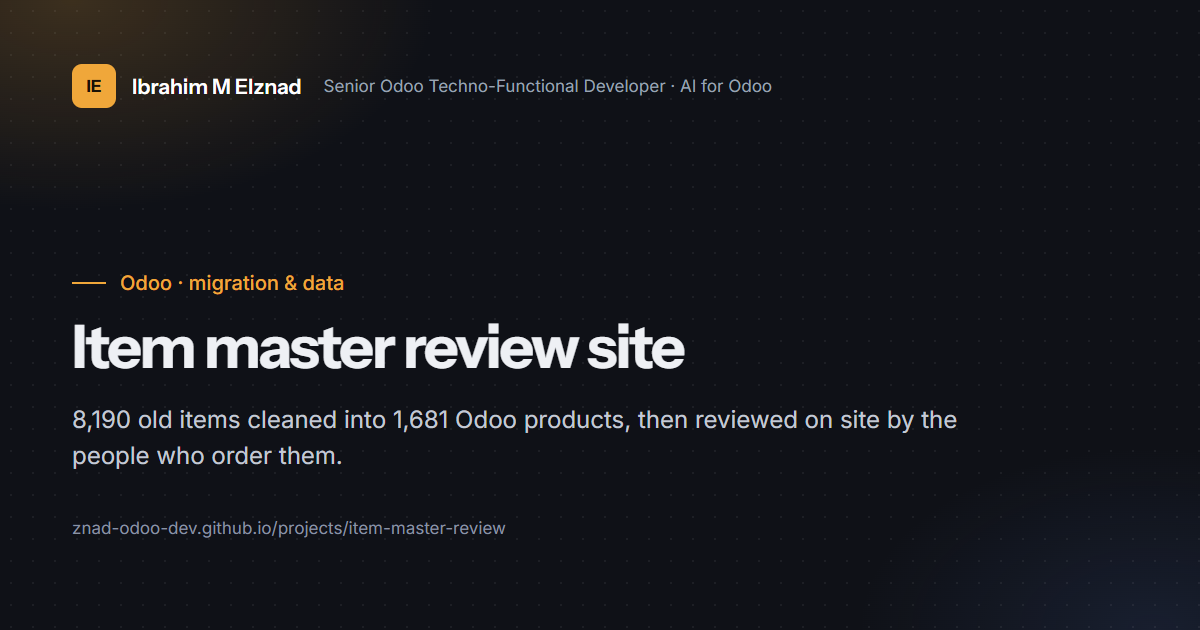 IE
Ibrahim M Elznad
Senior Odoo Techno-Functional Developer · AI for Odoo
Odoo · migration & data
Item master review site
8,190 old items cleaned into 1,681 Odoo products, then reviewed on site by the
people who order them.
znad-odoo-dev.github.io/projects/item-master-review